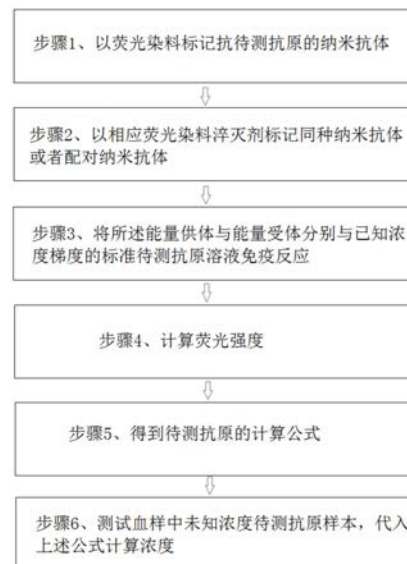 步骤1、以荧光染料标记抗待测抗原的纳米抗体
步骤2、以相应荧光染料淬灭剂标记同种纳米抗体
或者配对纳米抗体
步骤3、将所述能量供体与能量受体分别与已知浓
度梯度的标准待测抗原溶液免疫反应
步骤4、计算荧光强度
步骤5、得到待测抗原的计算公式
步骤6、测试血样中未知浓度待测抗原样本，代入
上述公式计算浓度